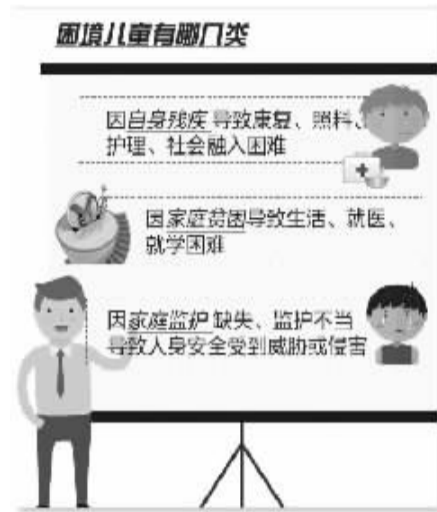 困境儿童有哪几类
因自身残疾导致康复、照料、
护理、社会融入困难
因家庭贫困导致生活、就医、
就学困难
因家庭监护缺失、监护不当
导致人身安全受到威胁或侵害